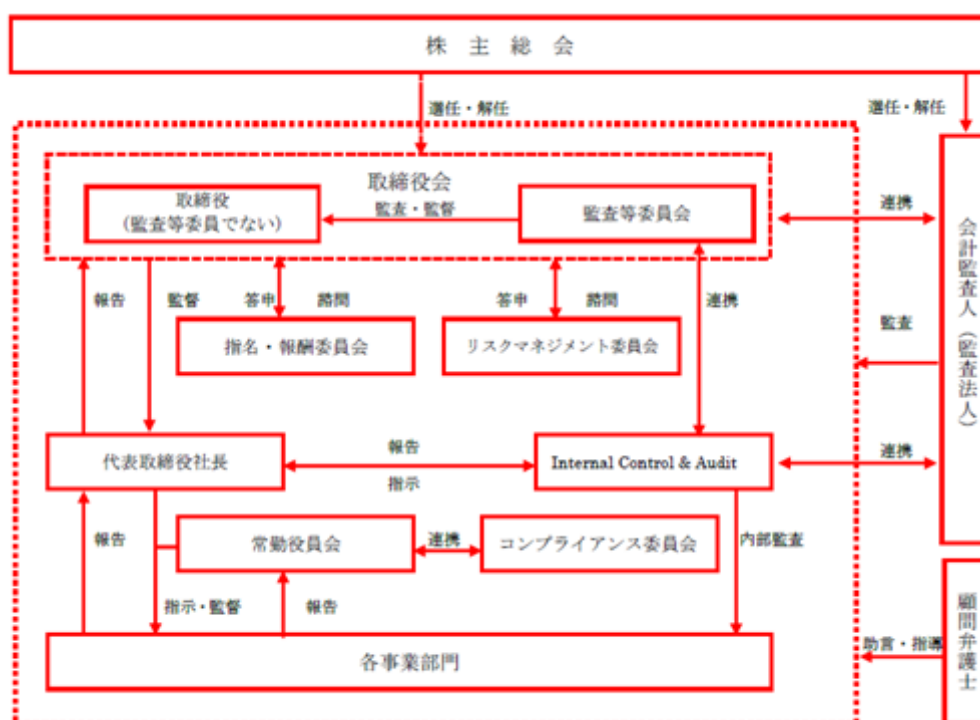 株 主 総 会
選任・解任
選任・解任
取締役会
取締役
(監査等委員でない)
監査・監督
監査等委員会
連携
会計監査人(監査法人)
報告
監督
答申
諮問
答申
諮問
連携
監査
指名・報酬委員会
リスクマネジメント委員会
代表取締役社長
報告
指示
Internal Control & Audit
連携
報告
常勤役員会
連携
コンプライアンス委員会
内部監査
指示・監督
報告
各事業部門
助言・指導
顧問弁護士